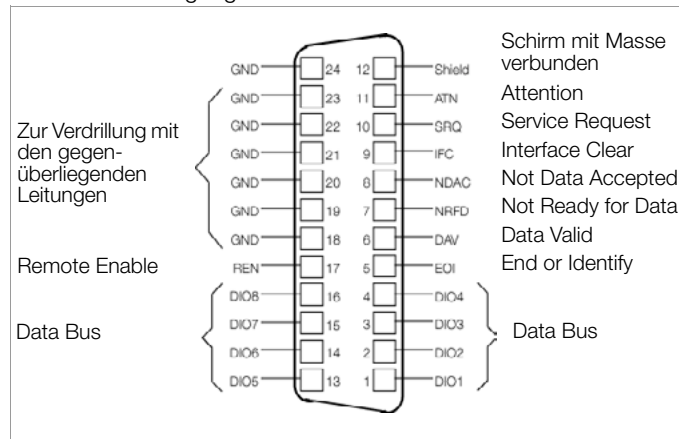 GND 24 12 Shield Schirm mit Masse
verbunden
GND 23 11 ATN Attention
GND 22 10 SRQ Service Request
Zur Verdrillung mit
den gegen-
überliegenden
Leitungen
GND 21 9 IFC Interface Clear
GND 20 8 NDAC Not Data Accepted
GND 19 7 NRFD Not Ready for Data
GND 18 6 DAV Data Valid
Remote Enable REN 17 5 EOI End or Identify
DIO8 16 4 DIO4
Data Bus DIO7 15 3 DIO3 Data Bus
DIO6 14 2 DIO2
DIO5 13 1 DIO1